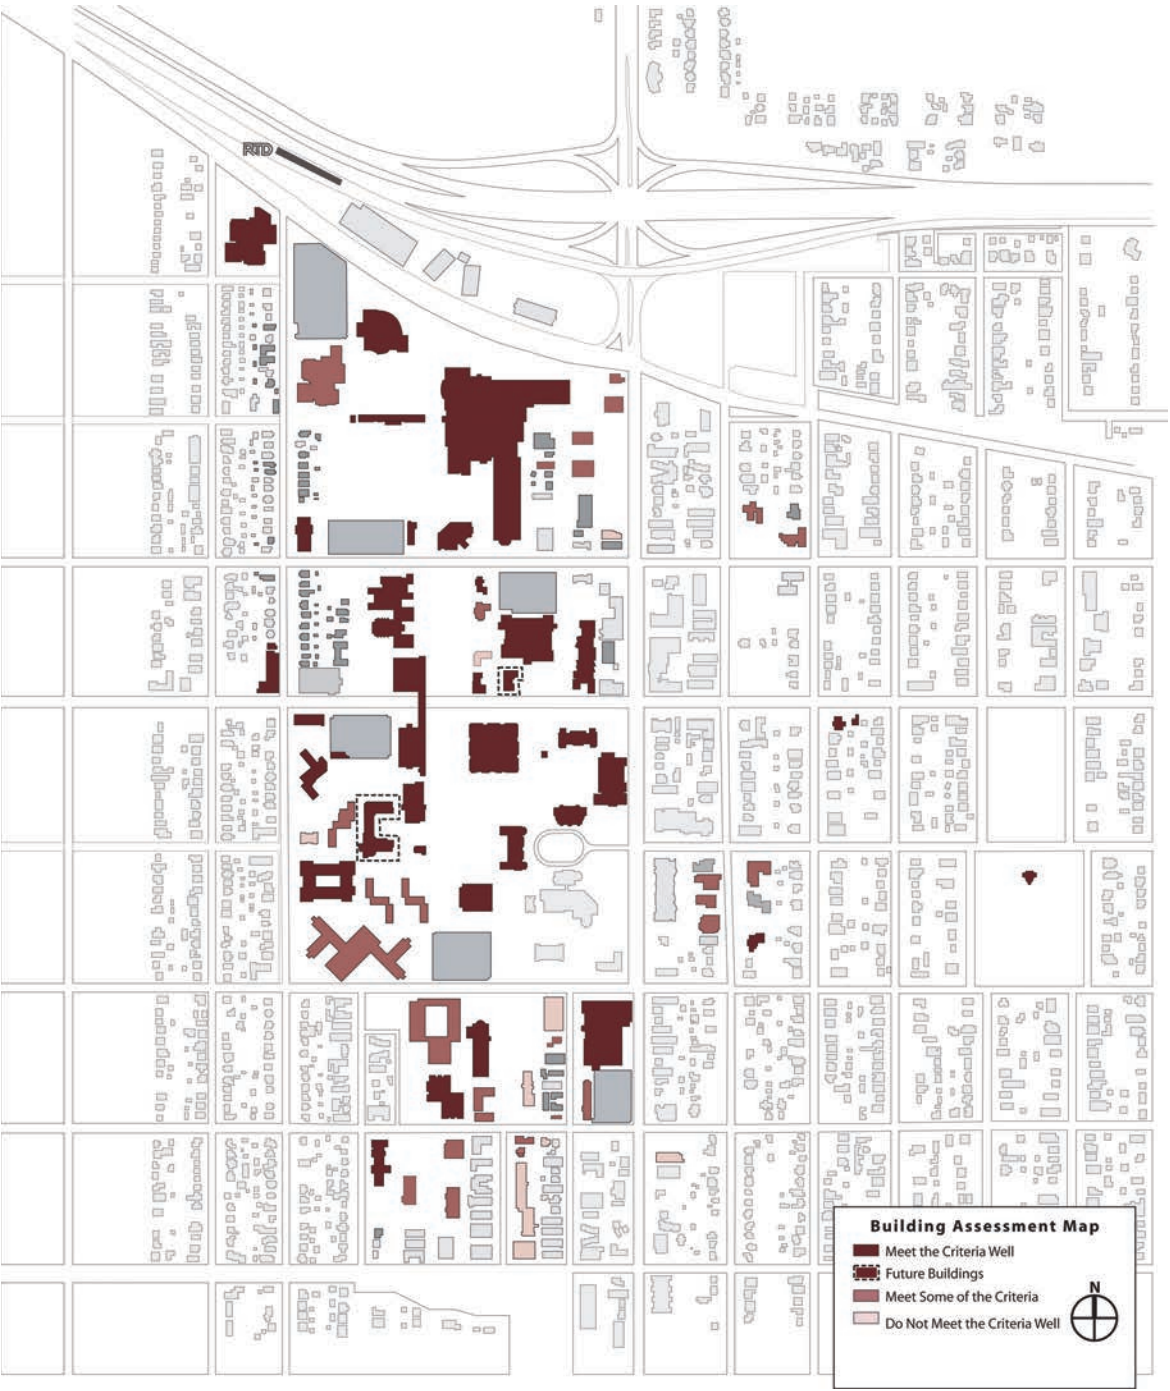 RTD
Building Assessment Map
Meet the Criteria Well
Future Buildings
Meet Some of the Criteria
Do Not Meet the Criteria Well
N